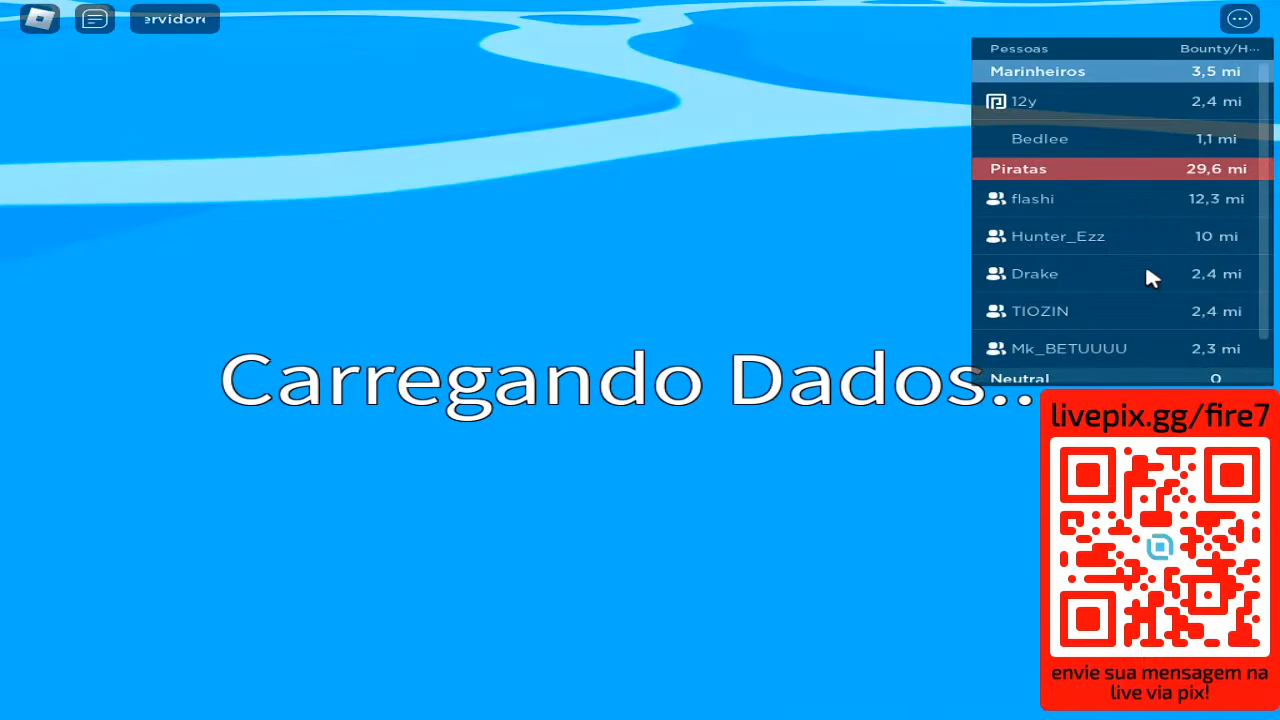 ervidore
Pessoas Bounty/H...
Marinheiros 3,5 mi
12y 2,4 mi
Bedlee 1,1 mi
Piratas 29,6 mi
flashi 12,3 mi
Hunter_Ezz 10 mi
Drake 2,4 mi
TIOZIN 2,4 mi
Mk_BETUUUU 2,3 mi
Neutral 0
Carregando Dados..
livepix.gg/fire7
envie sua mensagem na
live via pix!